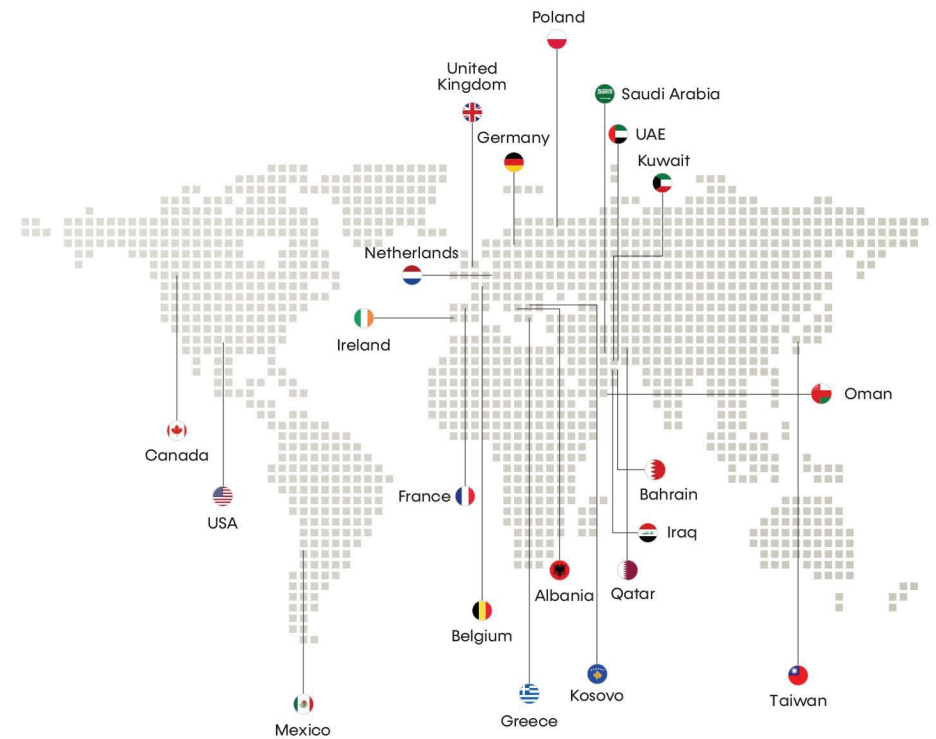 Poland
United
Kingdom
Saudi Arabia
Germany
UAE
Kuwait
Netherlands
Ireland
Oman
Canada
France
Bahrain
USA
Iraq
Albania
Qatar
Belgium
Kosovo
Taiwan
Greece
Mexico